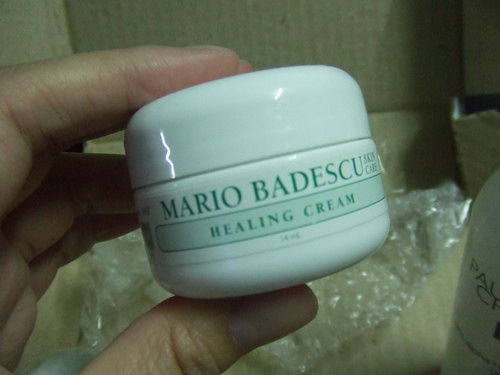 MARIO BADESCU SKIN CARE
HEALING CREAM
14 mL